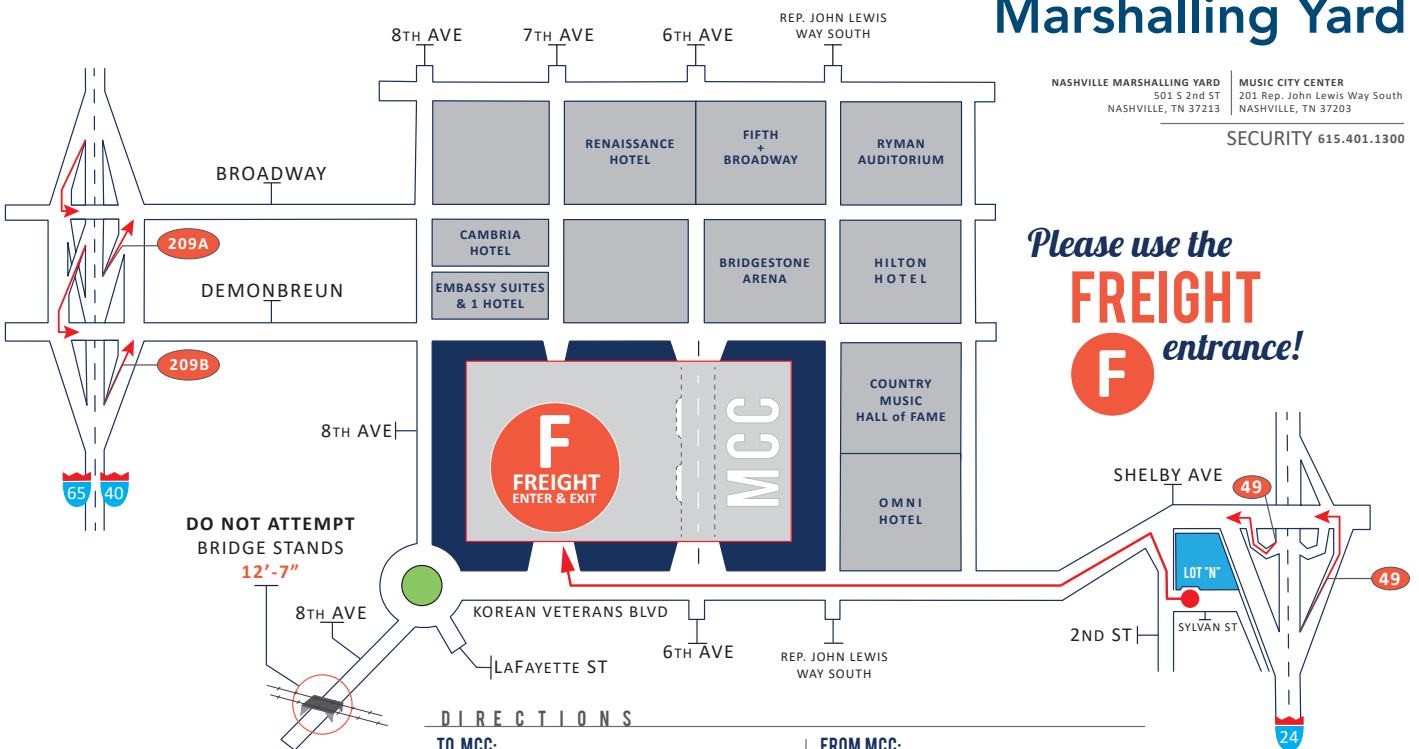 Marshalling Yard
NASHVILLE MARSHALLING YARD
501 S 2nd ST
NASHVILLE, TN 37213
MUSIC CITY CENTER
201 Rep. John Lewis Way South
NASHVILLE, TN 37203
SECURITY 615.401.1300
8TH AVE
7TH AVE
6TH AVE
REP. JOHN LEWIS
WAY SOUTH
RENAISSANCE
HOTEL
FIFTH
+
BROADWAY
RYMAN
AUDITORIUM
BROADWAY
209A
CAMBRIA
HOTEL
EMBASSY SUITES
& 1 HOTEL
BRIDGESTONE
ARENA
HILTON
HOTEL
DEMONBREUN
209B
Please use the
FREIGHT
F
entrance!
8TH AVE
F
FREIGHT
ENTER & EXIT
MCC
COUNTRY
MUSIC
HALL of FAME
OMNI
HOTEL
65
40
DO NOT ATTEMPT
BRIDGE STANDS
12'-7"
8TH AVE
KOREAN VETERANS BLVD
LAFAYETTE ST
6TH AVE
REP. JOHN LEWIS
WAY SOUTH
SHELBY AVE
49
LOT "N"
49
2ND ST
SYLVAN ST
24
DIRECTIONS
TO MCC:
FROM MCC: